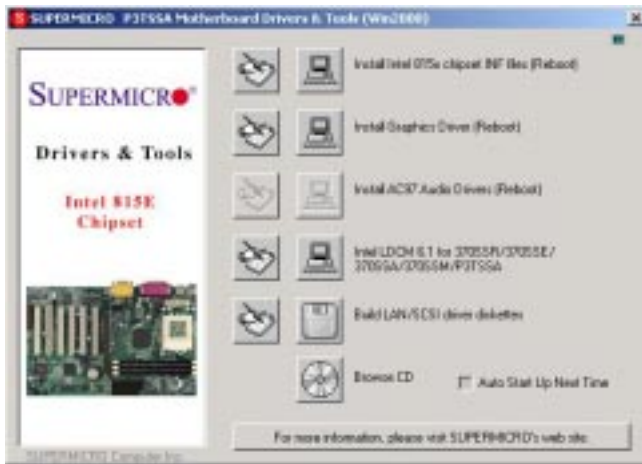 SUPERMICRO P3TSSA Motherboard Drivers & Tools (Win2000)
SUPERMICRO®
Drivers & Tools
Intel 815E
Chipset
Install Intel 815e chipset INF files (Reboot)
Install Graphics Driver (Reboot)
Install AC97 Audio Drivers (Reboot)
Intel LDCM 6.1 for 370SSR/370SSE/
370SSA/370SSM/P3TSSA
Build LAN/SCSI driver diskettes
Browse CD
Auto Start Up Next Time
For more information, please visit SUPERMICRO's web site.
SUPERMICRO Computer Inc.